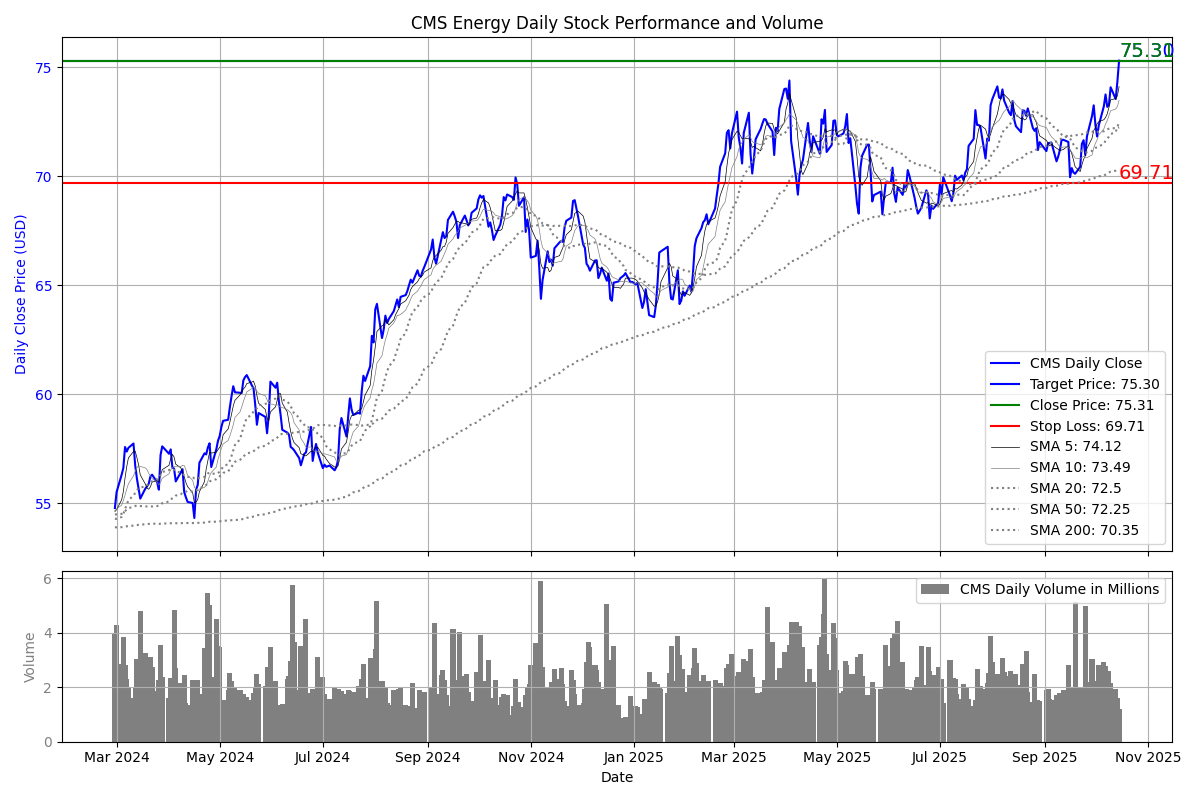 CMS Energy Daily Stock Performance and Volume
75.30
75
70
65
60
55
69.71
Daily Close Price (USD)
CMS Daily Close
Target Price: 75.30
Close Price: 75.31
Stop Loss: 69.71
SMA 5: 74.12
SMA 10: 73.49
SMA 20: 72.5
SMA 50: 72.25
SMA 200: 70.35
6
4
2
0
Volume
CMS Daily Volume in Millions
Mar 2024 May 2024 Jul 2024 Sep 2024 Nov 2024 Jan 2025 Mar 2025 May 2025 Jul 2025 Sep 2025 Nov 2025
Date